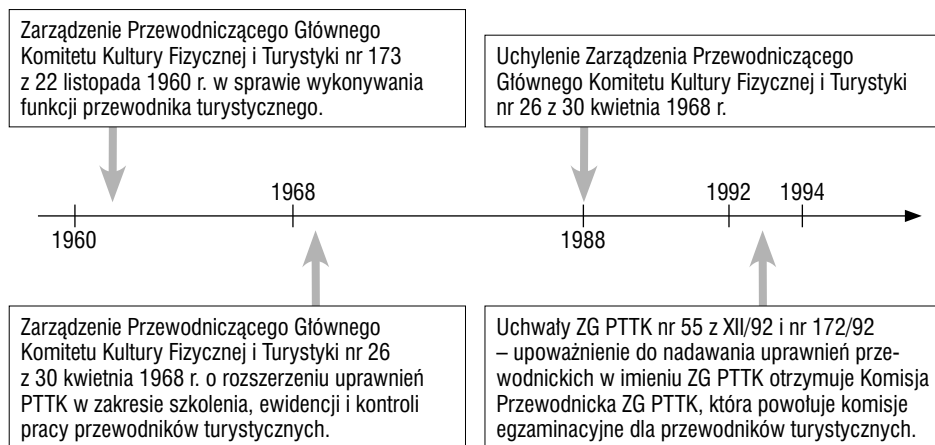 Zarządzenie Przewodniczącego Głównego
Komitetu Kultury Fizycznej i Turystyki nr 173
z 22 listopada 1960 r. w sprawie wykonywania
funkcji przewodnika turystycznego.
Uchylenie Zarządzenia Przewodniczącego
Głównego Komitetu Kultury Fizycznej i Turystyki
nr 26 z 30 kwietnia 1968 r.
1968
1992
1994
1960
1988
Zarządzenie Przewodniczącego Głównego
Komitetu Kultury Fizycznej i Turystyki nr 26
z 30 kwietnia 1968 r. o rozszerzeniu uprawnień
PTTK w zakresie szkolenia, ewidencji i kontroli
pracy przewodników turystycznych.
Uchwały ZG PTTK nr 55 z XII/92 i nr 172/92
– upoważnienie do nadawania uprawnień prze-
wodnickich w imieniu ZG PTTK otrzymuje Komisja
Przewodnicka ZG PTTK, która powołuje komisje
egzaminacyjne dla przewodników turystycznych.